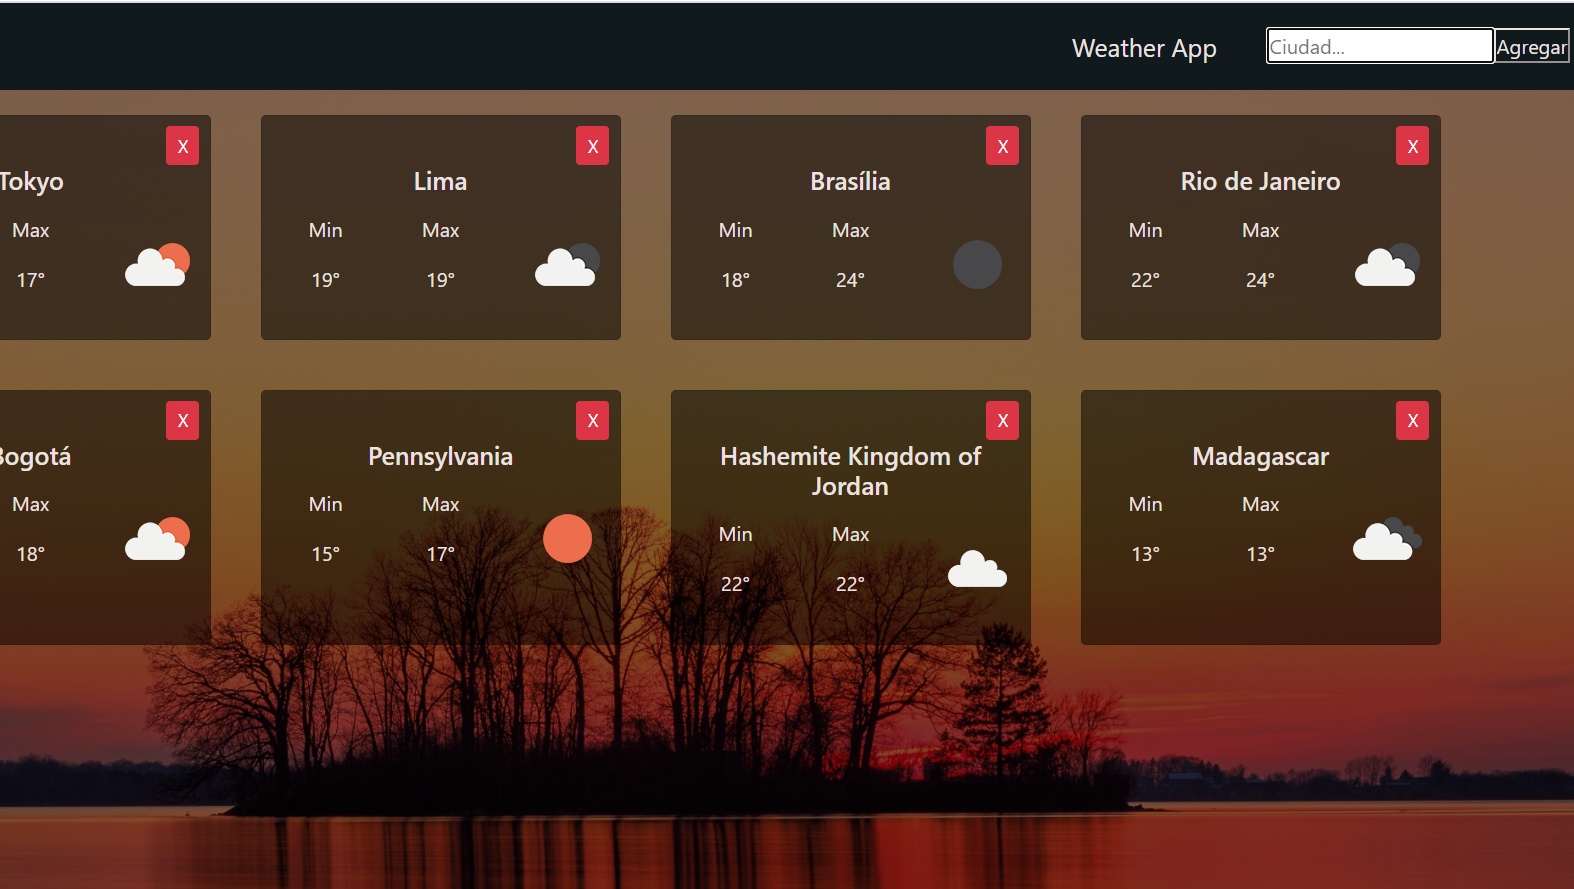 Weather App
Ciudad...
Agregar
X
Tokyo
Max
17°
X
Lima
Min
Max
19°
19°
X
Brasília
Min
Max
18°
24°
X
Rio de Janeiro
Min
Max
22°
24°
X
Bogotá
Max
18°
X
Pennsylvania
Min
Max
15°
17°
X
Hashemite Kingdom of
Jordan
Min
Max
22°
22°
X
Madagascar
Min
Max
13°
13°